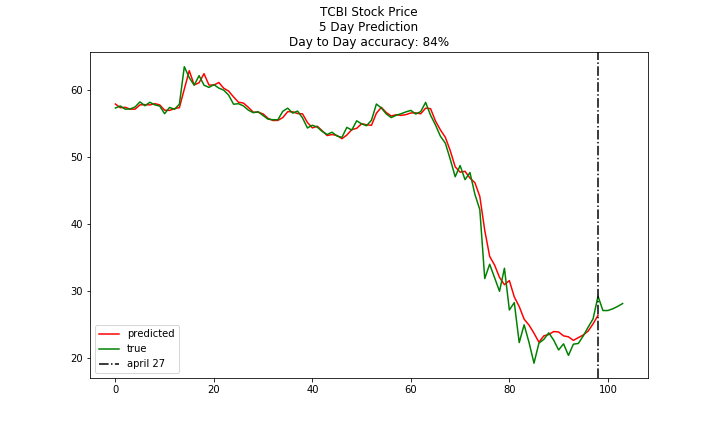 TCBI Stock Price
5 Day Prediction
Day to Day accuracy: 84%
60
50
40
30
20
predicted
true
april 27
0
20
40
60
80
100